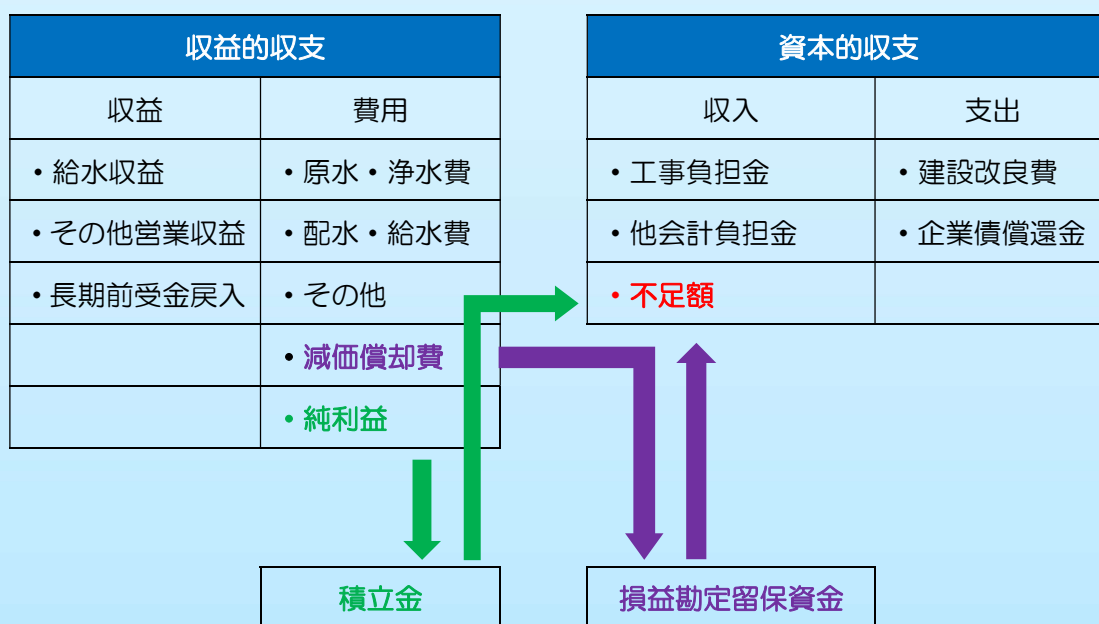 収益的収支
収益 費用
・給水収益 ・原水・浄水費
・その他営業収益 ・配水・給水費
・長期前受金戻入 ・その他
・減価償却費
・純利益
資本的収支
収入 支出
・工事負担金 ・建設改良費
・他会計負担金 ・企業債償還金
・不足額
積立金
損益勘定留保資金